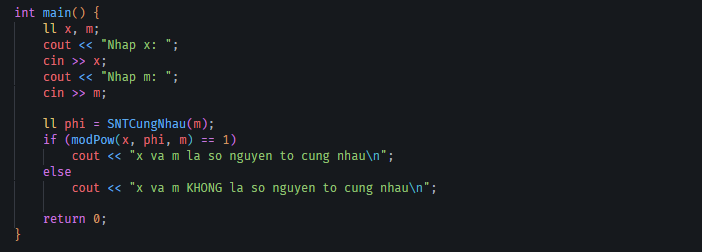 int main() {
    ll x, m;
    cout << "Nhap x: ";
    cin >> x;
    cout << "Nhap m: ";
    cin >> m;

    ll phi = SNTCungNhau(m);
    if (modPow(x, phi, m) == 1)
        cout << "x va m la so nguyen to cung nhau\n";
    else
        cout << "x va m KHONG la so nguyen to cung nhau\n";

    return 0;
}